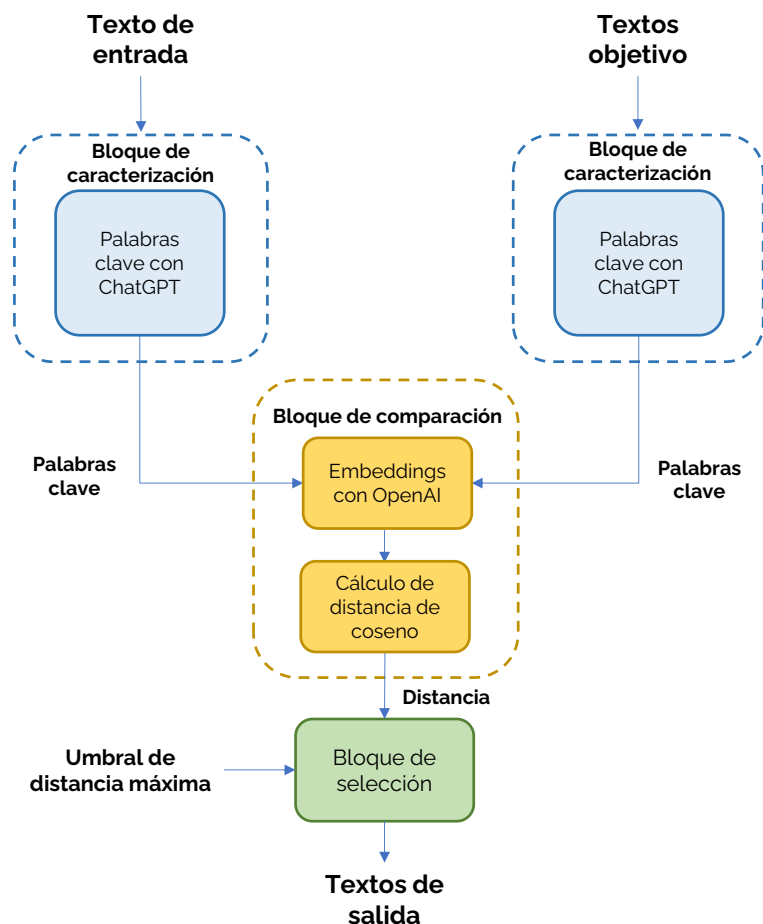 Texto de
entrada
Textos
objetivo
Bloque de
caracterización
Palabras
clave con
ChatGPT
Bloque de
caracterización
Palabras
clave con
ChatGPT
Bloque de comparación
Palabras
clave
Embeddings
con OpenAI
Palabras
clave
Cálculo de
distancia de
coseno
Distancia
Umbral de
distancia máxima
Bloque de
selección
Textos de
salida